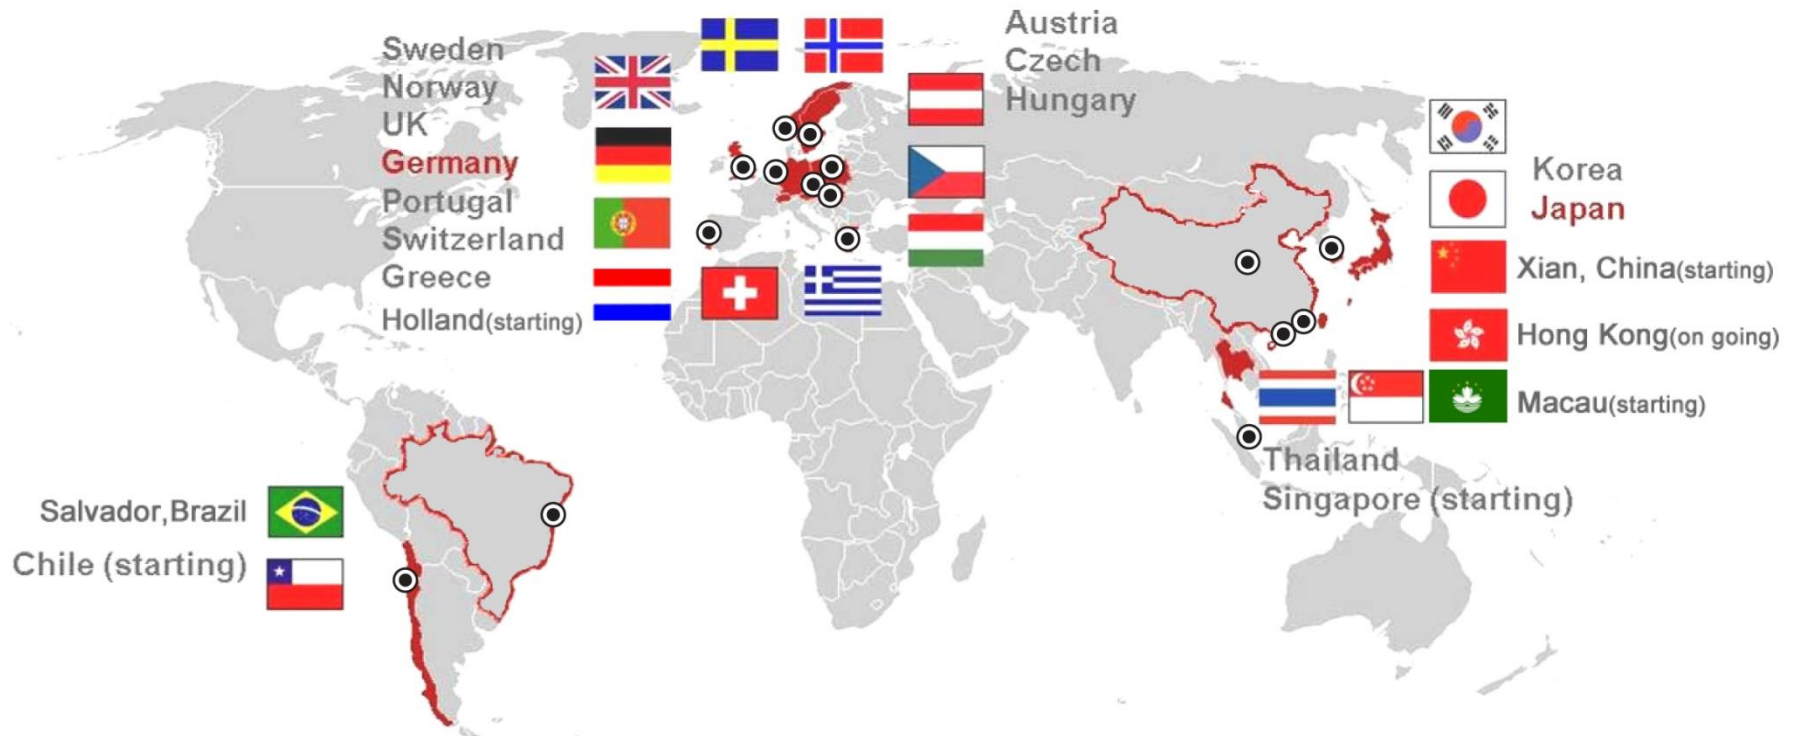 Sweden
Norway
UK
Germany
Portugal
Switzerland
Greece
Holland(starting)
Austria
Czech
Hungary
Korea
Japan
Xian, China(starting)
Hong Kong(on going)
Macau(starting)
Thailand
Singapore (starting)
Salvador,Brazil
Chile (starting)